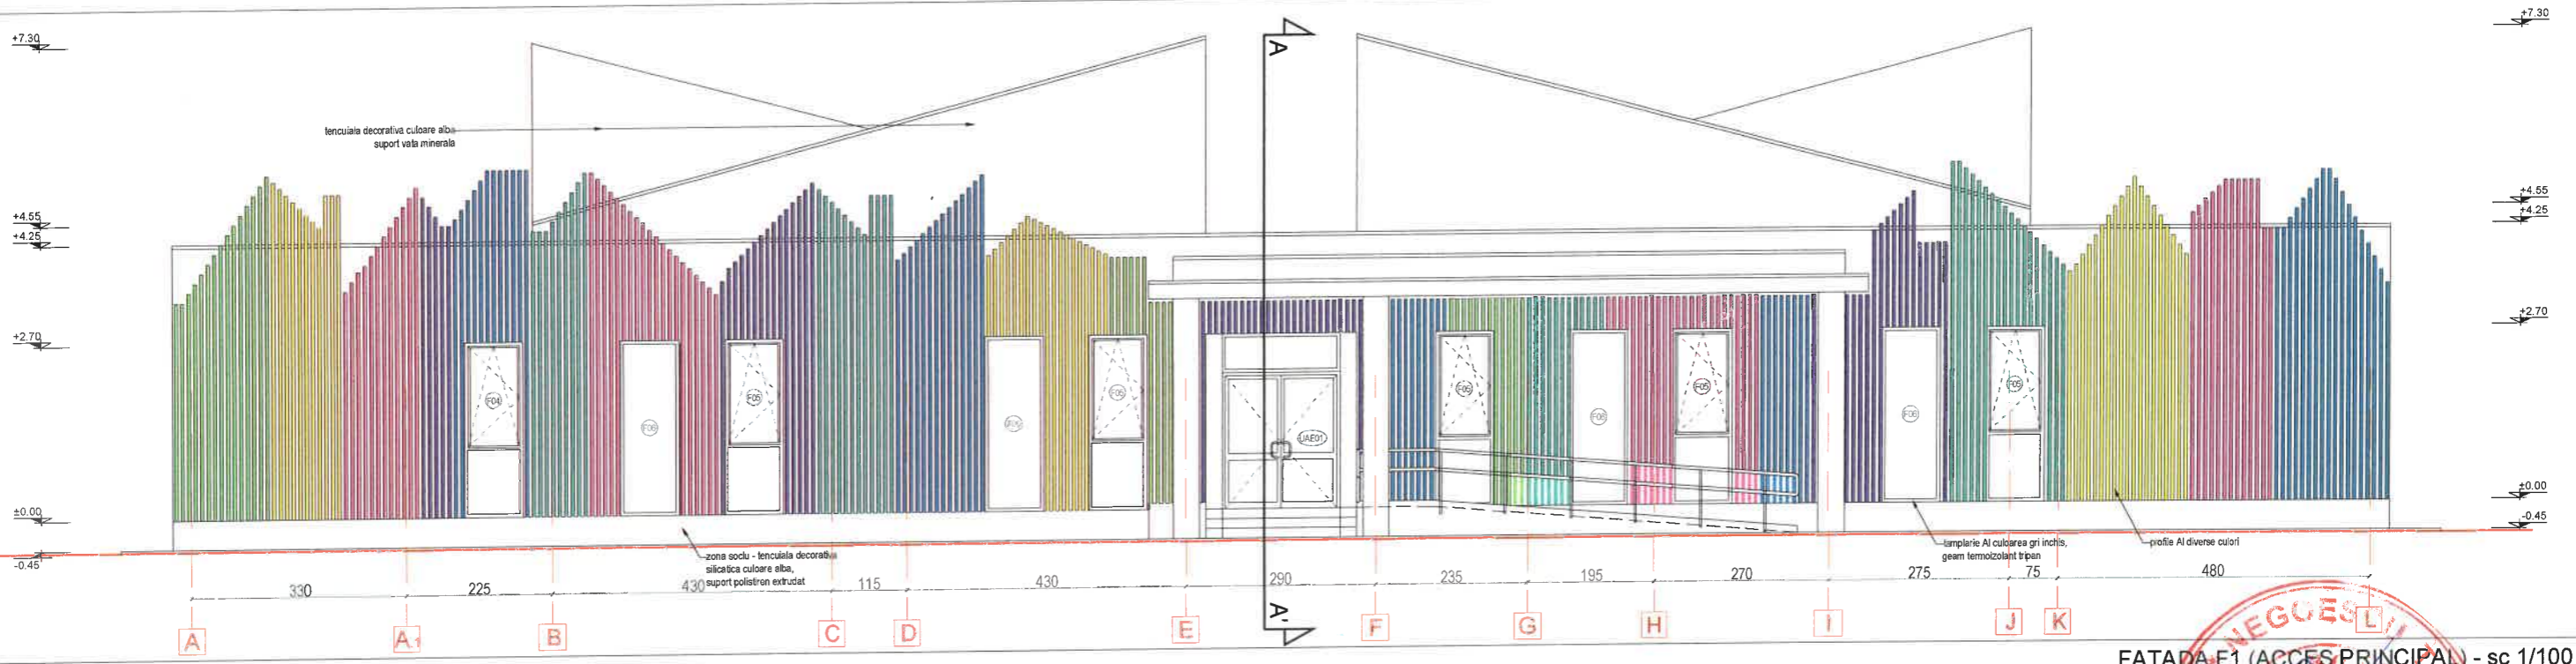 +7.30
+7.30
A
tencuiala decorativa culoare alba
suport vata minerala
+4.55
+4.55
+4.25
+4.25
+2.70
+2.70
F04
F06
F05
F05
UAE01
F05
F06
F05
F06
F05
±0.00
±0.00
-0.45
-0.45
zona soclu - tencuiala decorativa
silicatica culoare alba,
suport polistiren extrudat
tamplarie Al culoarea gri inchis,
geam termoizolant tripan
profile Al diverse culori
330
225
430
115
430
290
235
195
270
275
75
480
A'
A
A1
B
C
D
E
F
G
H
I
J
K
L
NEGOES
FATADA F1 (ACCES PRINCIPAL) - sc 1/100